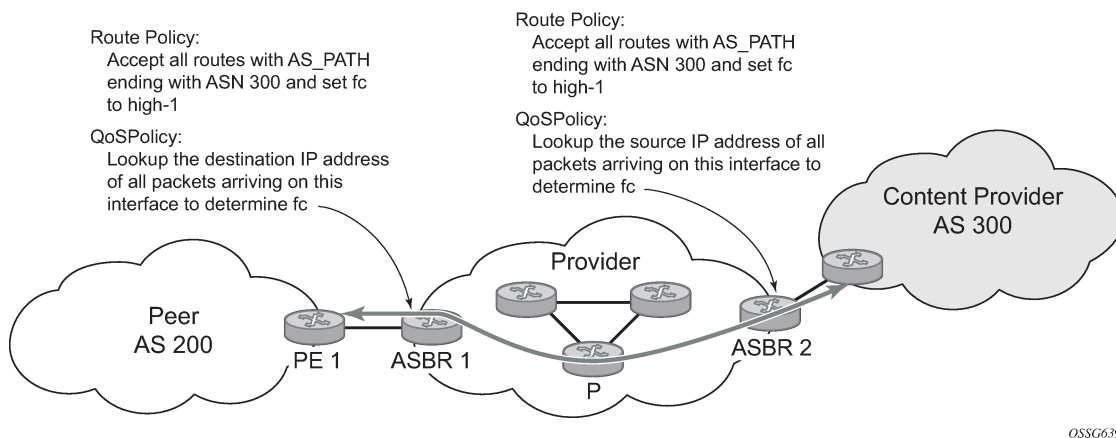 Route Policy:
Accept all routes with AS_PATH
ending with ASN 300 and set fc
to high-1
QoSPolicy:
Lookup the destination IP address
of all packets arriving on this
interface to determine fc
Route Policy:
Accept all routes with AS_PATH
ending with ASN 300 and set fc
to high-1
QoSPolicy:
Lookup the source IP address of all
packets arriving on this interface to
determine fc
Content Provider
AS 300
Provider
Peer
AS 200
PE 1
ASBR 1
P
ASBR 2
OSSG639